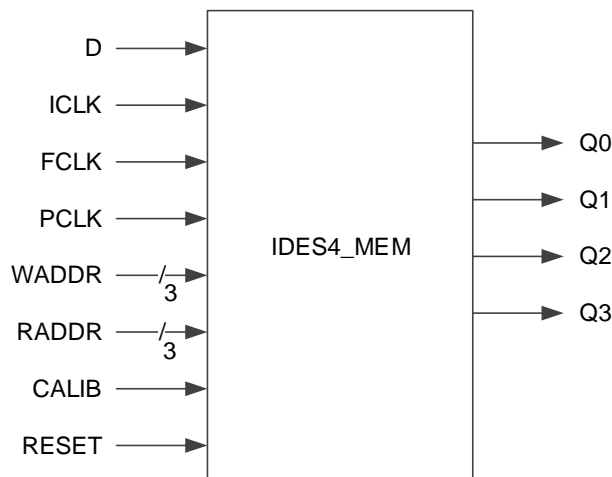 D
ICLK
FCLK
PCLK
WADDR
3
RADDR
3
CALIB
RESET
IDES4_MEM
Q0
Q1
Q2
Q3